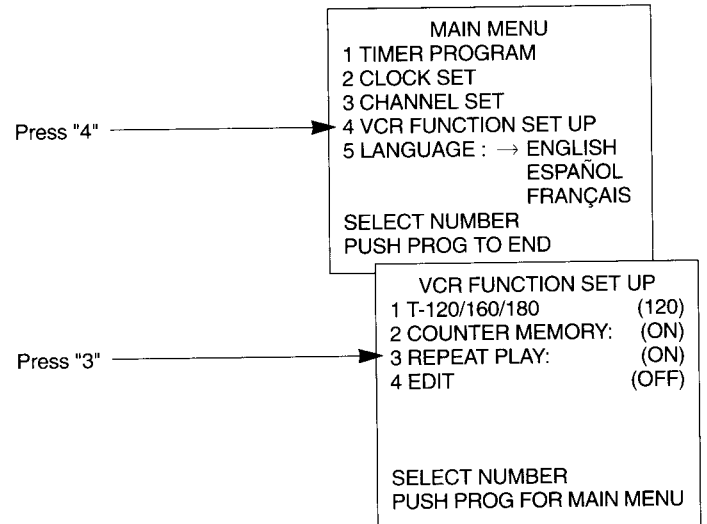 MAIN MENU
1 TIMER PROGRAM
2 CLOCK SET
3 CHANNEL SET
Press "4"
4 VCR FUNCTION SET UP
5 LANGUAGE : → ENGLISH
ESPAÑOL
FRANÇAIS
SELECT NUMBER
PUSH PROG TO END
VCR FUNCTION SET UP
1 T-120/160/180 (120)
2 COUNTER MEMORY: (ON)
Press "3"
3 REPEAT PLAY: (ON)
4 EDIT (OFF)
SELECT NUMBER
PUSH PROG FOR MAIN MENU